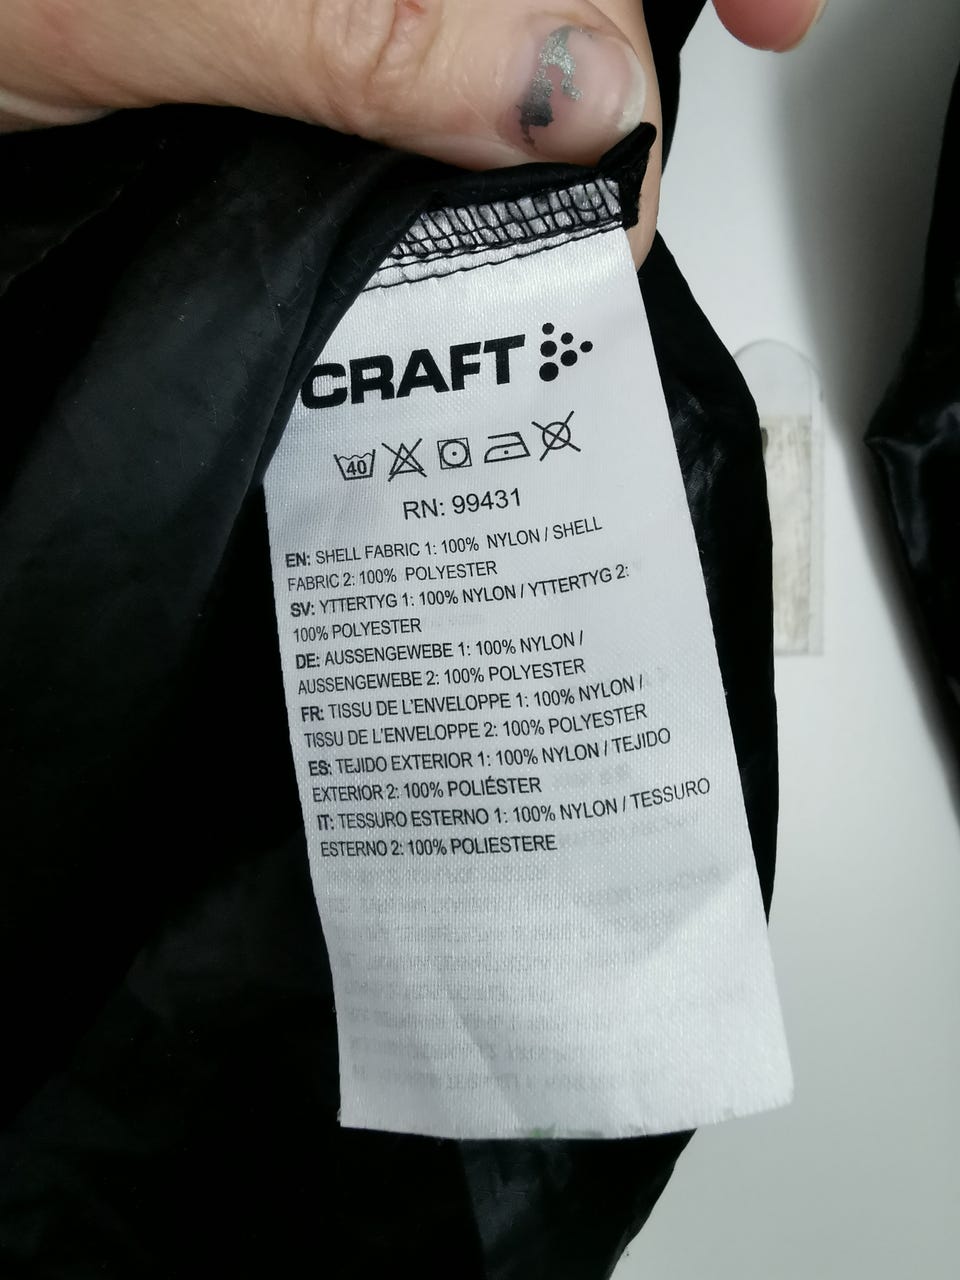 CRAFT
40
RN: 99431
EN: SHELL FABRIC 1: 100% NYLON / SHELL
FABRIC 2: 100% POLYESTER
SV: YTTERTYG 1: 100% NYLON / YTTERTYG 2:
100% POLYESTER
DE: AUSSENGEWEBE 1: 100% NYLON /
AUSSENGEWEBE 2: 100% POLYESTER
FR: TISSU DE L'ENVELOPPE 1: 100% NYLON /
TISSU DE L'ENVELOPPE 2: 100% POLYESTER
ES: TEJIDO EXTERIOR 1: 100% NYLON / TEJIDO
EXTERIOR 2: 100% POLIÉSTER
IT: TESSURO ESTERNO 1: 100% NYLON / TESSURO
ESTERNO 2: 100% POLIESTERE